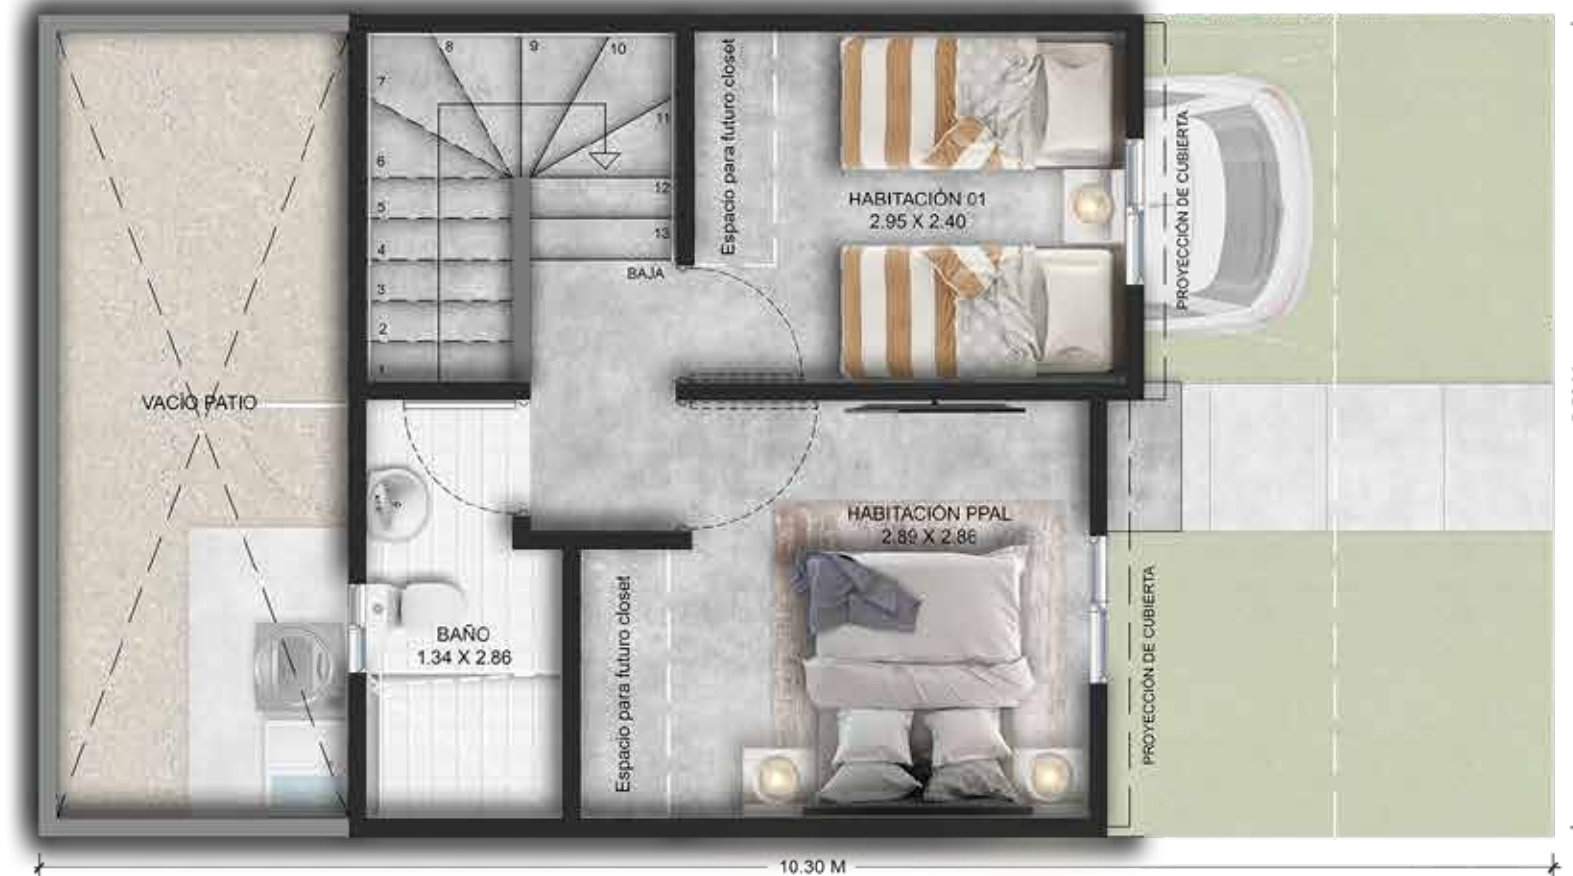 8
9
10
7
11
6
12
5
13
4
BAJA
3
2
1
Espacio para futuro closet
HABITACIÓN 01
2.95 X 2.40
PROYECCIÓN DE CUBIERTA
VACÍO PATIO
HABITACIÓN PPAL
2.89 X 2.86
BAÑO
1.34 X 2.86
Espacio para futuro closet
PROYECCIÓN DE CUBIERTA
10.30 M